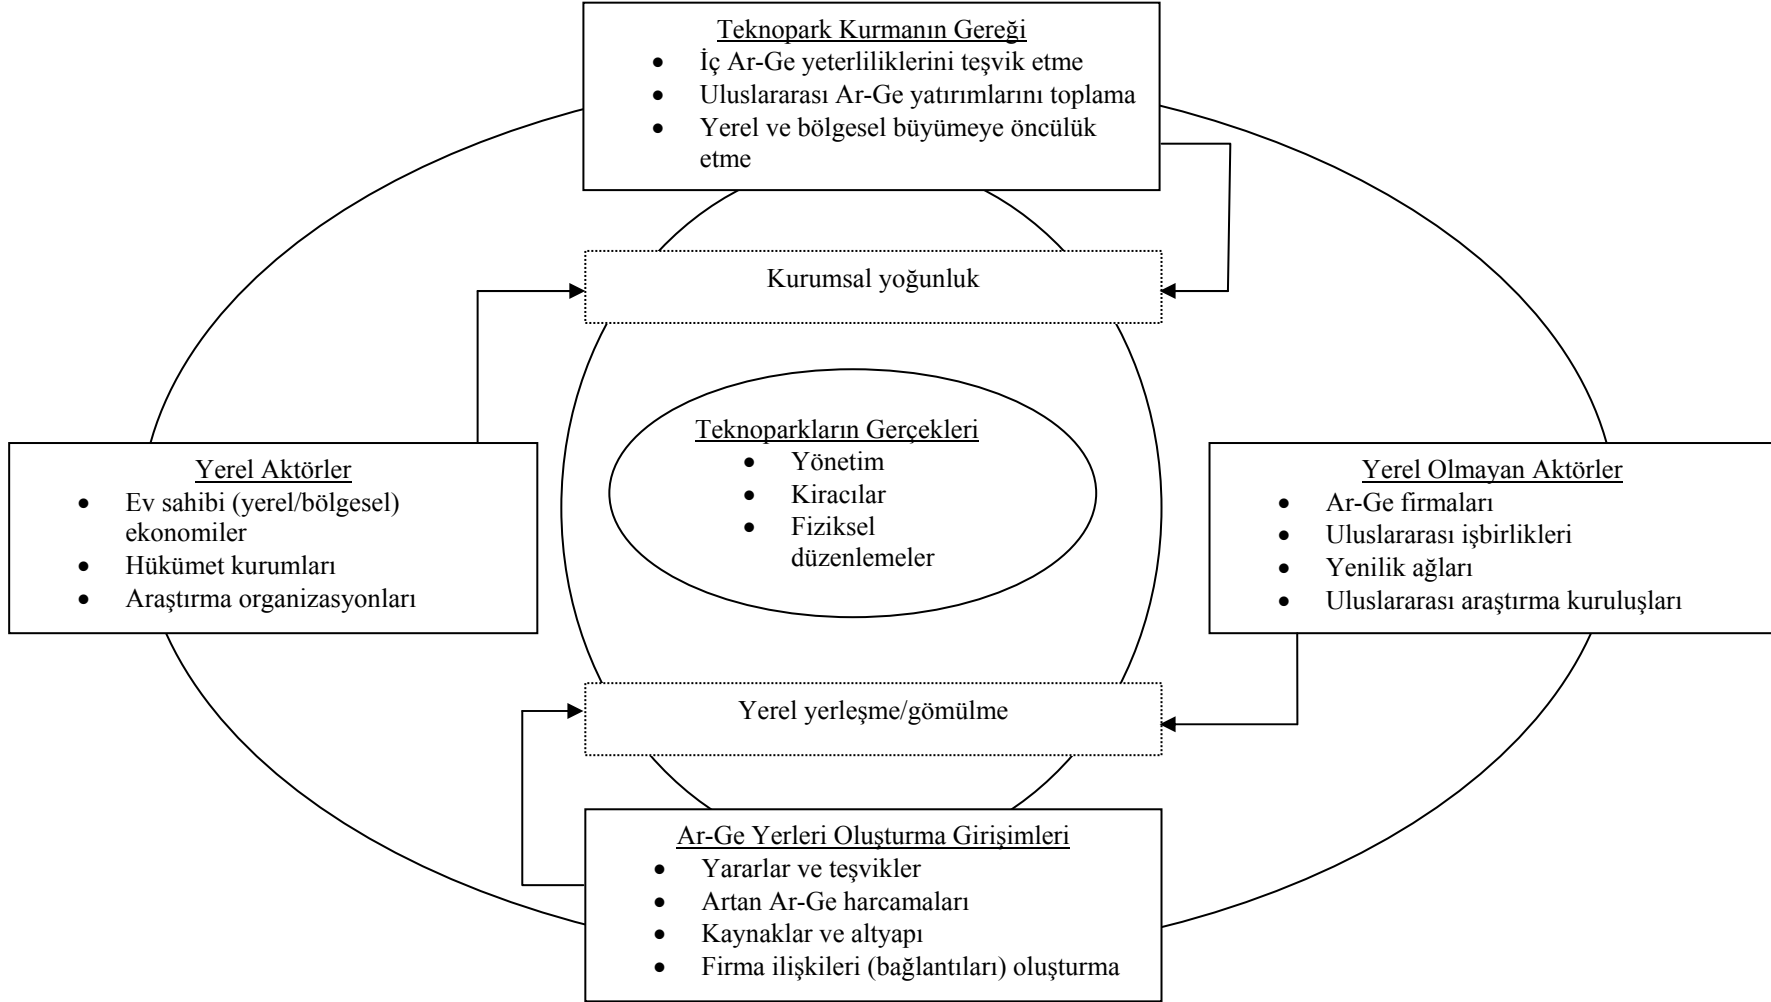 Teknopark Kurmanın Gereği
• İç Ar-Ge yeterliliklerini teşvik etme
• Uluslararası Ar-Ge yatırımlarını toplama
• Yerel ve bölgesel büyümeye öncülük
etme
Kurumsal yoğunluk
Teknoparkların Gerçekleri
• Yönetim
• Kiracılar
• Fiziksel
düzenlemeler
Yerel Aktörler
• Ev sahibi (yerel/bölgesel)
ekonomiler
• Hükümet kurumları
• Araştırma organizasyonları
Yerel Olmayan Aktörler
• Ar-Ge firmaları
• Uluslararası işbirlikleri
• Yenilik ağları
• Uluslararası araştırma kuruluşları
Yerel yerleşme/gömülme
Ar-Ge Yerleri Oluşturma Girişimleri
• Yararlar ve teşvikler
• Artan Ar-Ge harcamaları
• Kaynaklar ve altyapı
• Firma ilişkileri (bağlantıları) oluşturma